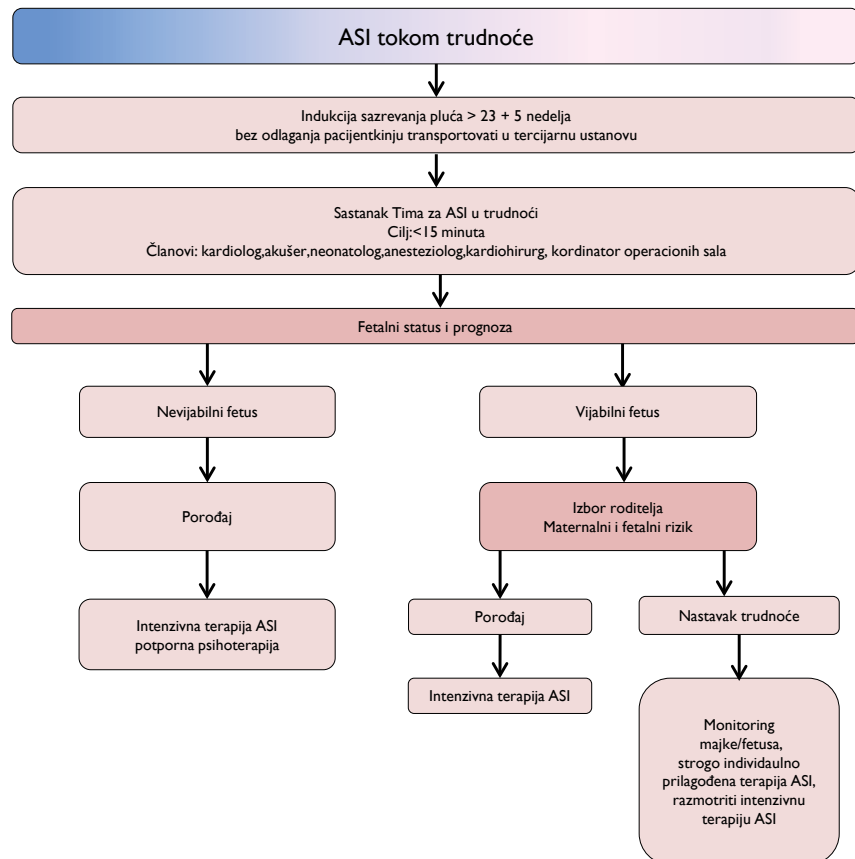 ASI tokom trudnoće
Indukcija sazrevanja pluća > 23 + 5 nedelja
bez odlaganja pacijentkinju transportovati u tercijarnu ustanovu
Sastanak Tima za ASI u trudnoći
Cilj:<15 minuta
Članovi: kardiolog,akušer,neonatolog,anesteziolog,kardiohirurg, kordinator operacionih sala
Fetalni status i prognoza
Nevijabilni fetus
Vijabilni fetus
Porođaj
Izbor roditelja
Maternalni i fetalni rizik
Intenzivna terapija ASI
potporna psihoterapija
Porođaj
Nastavak trudnoće
Intenzivna terapija ASI
Monitoring
majke/fetusa,
strogo individaulno
prilagođena terapija ASI,
razmotriti intenzivnu
terapiju ASI